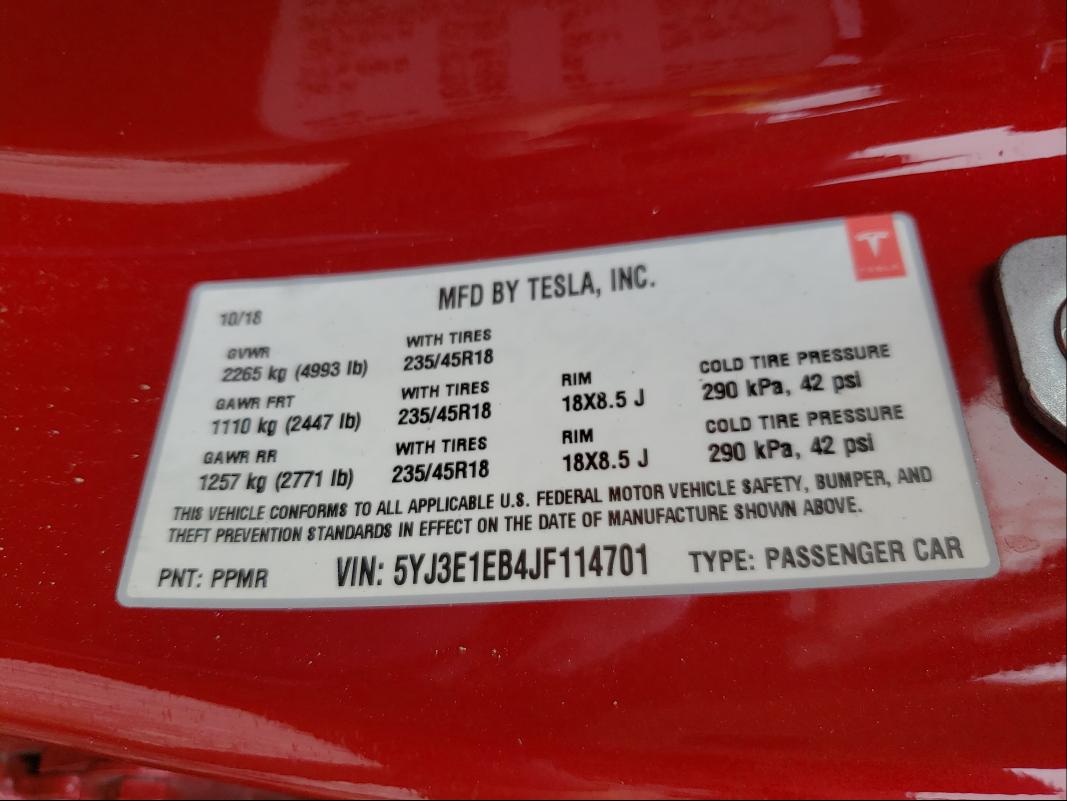 TESLA
MFD BY TESLA, INC.
10/18
GVWR
2265 kg (4993 lb)
WITH TIRES
235/45R18
GAWR FRT
1110 kg (2447 lb)
WITH TIRES
235/45R18
RIM
18X8.5 J
COLD TIRE PRESSURE
290 kPa, 42 psi
GAWR RR
1257 kg (2771 lb)
WITH TIRES
235/45R18
RIM
18X8.5 J
COLD TIRE PRESSURE
290 kPa, 42 psi
THIS VEHICLE CONFORMS TO ALL APPLICABLE U.S. FEDERAL MOTOR VEHICLE SAFETY, BUMPER, AND
THEFT PREVENTION STANDARDS IN EFFECT ON THE DATE OF MANUFACTURE SHOWN ABOVE.
PNT: PPMR VIN: 5YJ3E1EB4JF114701 TYPE: PASSENGER CAR